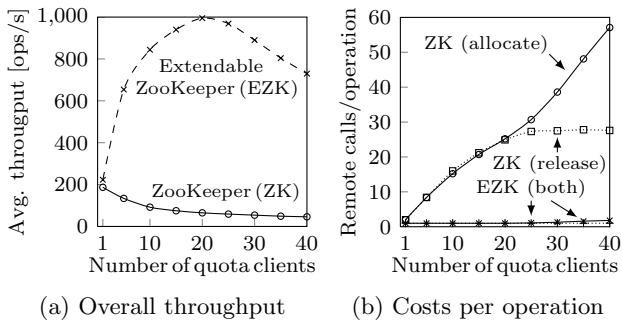 Avg. througput [ops/s]
1,000
800
600
400
200
0
Extendable
ZooKeeper (EZK)
ZooKeeper (ZK)
1 10 20 30 40
Number of quota clients
(a) Overall throughput
Remote calls/operation
60
50
40
30
20
10
0
ZK (allocate)
ZK (release)
EZK (both)
1 10 20 30 40
Number of quota clients
(b) Costs per operation